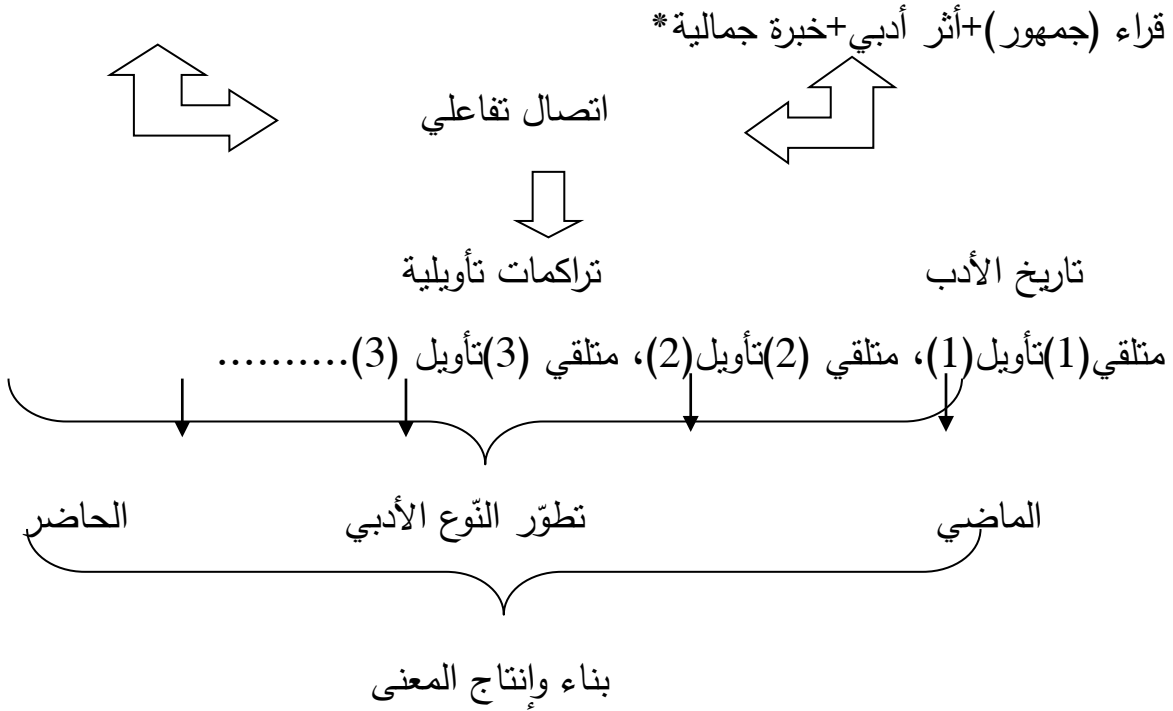 قراء (جمهور)+أثر أدبي+خبرة جمالية*
اتصال تفاعلي
تاريخ الأدب تراكمات تأويلية
متلقي(1)تأويل(1)، متلقي (2)تأويل(2)، متلقي (3)تأويل (3)..........
الماضي تطوّر النّوع الأدبي الحاضر
بناء وإنتاج المعنى